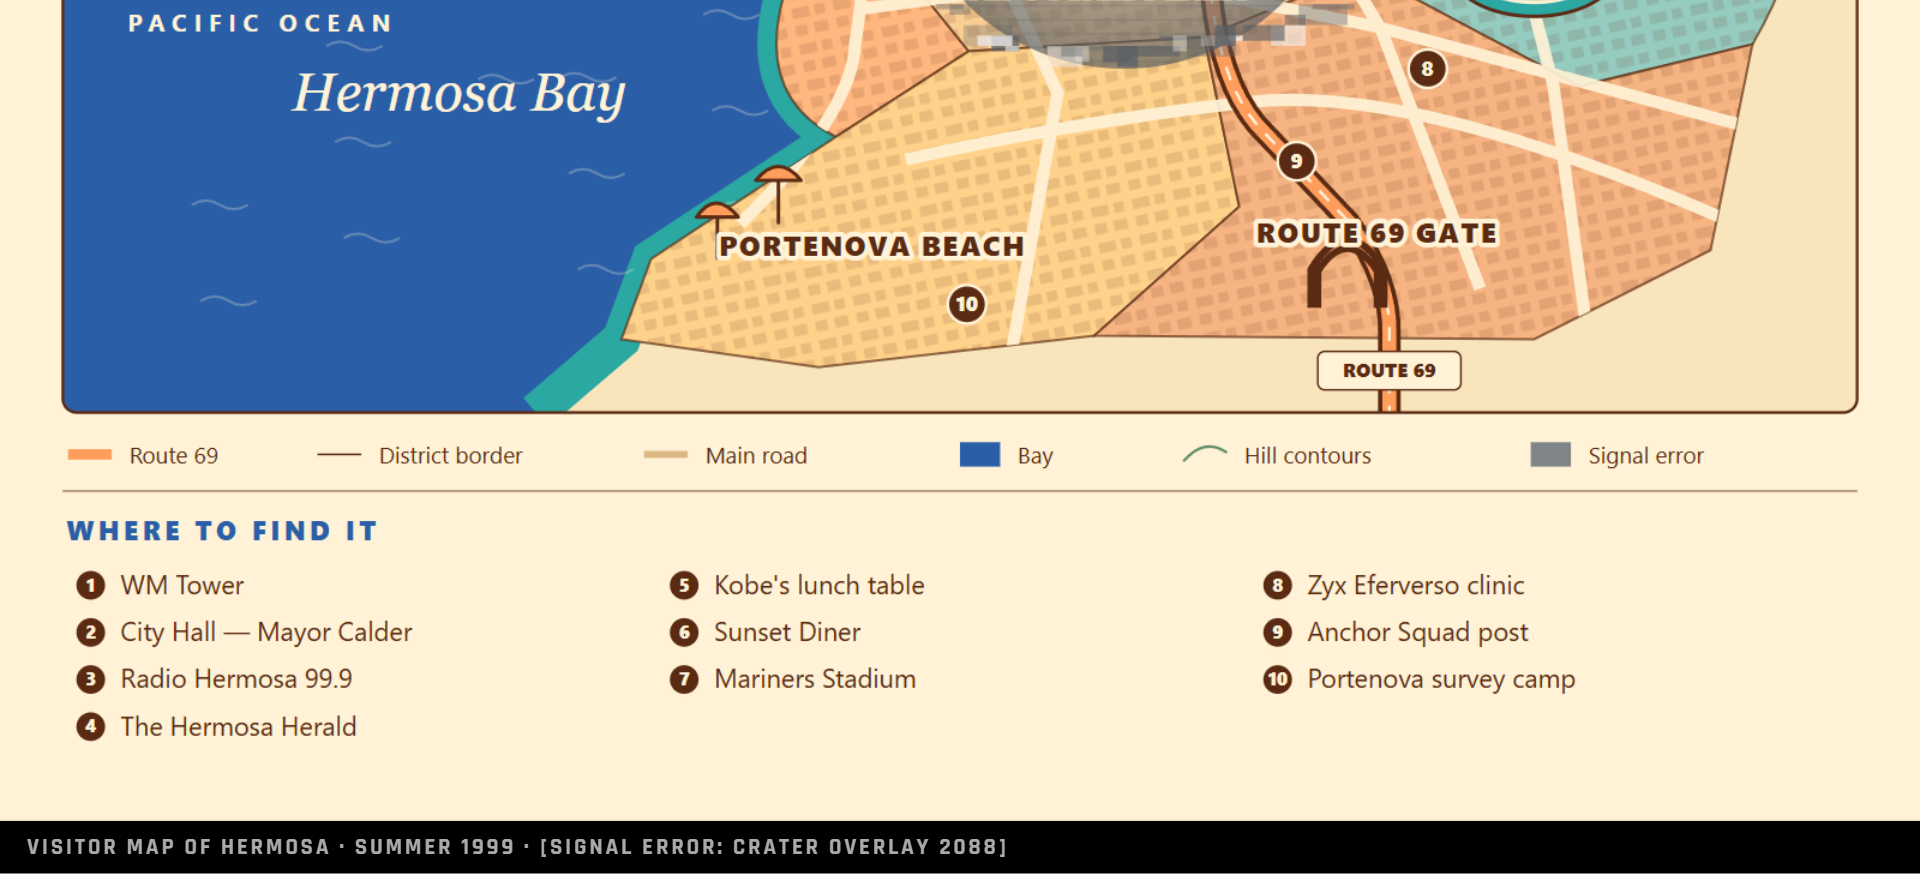 PACIFIC OCEAN
Hermosa Bay
8
9
ROUTE 69 GATE
PORTENOVA BEACH
10
ROUTE 69
Route 69
District border
Main road
Bay
Hill contours
Signal error
WHERE TO FIND IT
1 WM Tower
2 City Hall — Mayor Calder
3 Radio Hermosa 99.9
4 The Hermosa Herald
5 Kobe's lunch table
6 Sunset Diner
7 Mariners Stadium
8 Zyx Eferverso clinic
9 Anchor Squad post
10 Portenova survey camp
VISITOR MAP OF HERMOSA · SUMMER 1999 · [SIGNAL ERROR: CRATER OVERLAY 2088]